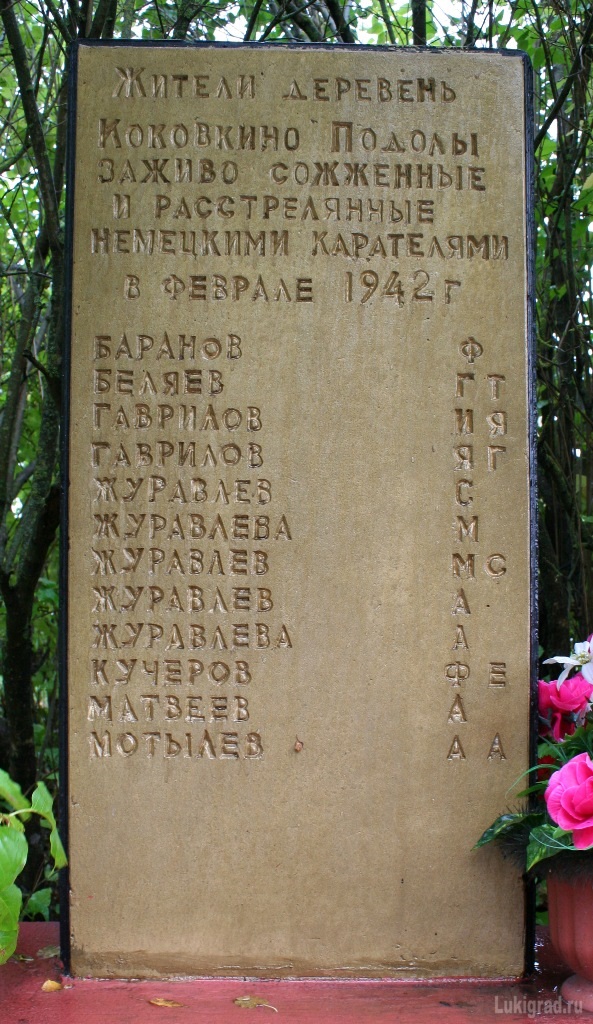 Жители деревень
Коковкино Подолы
заживо сожженные
и расстрелянные
немецкими карателями
в феврале 1942 г
БАРАНОВ Ф
БЕЛЯЕВ Г Т
ГАВРИЛОВ И Я
ГАВРИЛОВ Я Г
ЖУРАВЛЕВ С
ЖУРАВЛЕВА М
ЖУРАВЛЕВ М С
ЖУРАВЛЕВ А
ЖУРАВЛЕВА А
КУЧЕРОВ Ф Е
МАТВЕЕВ А
МОТЫЛЕВ А А
Lukigrad.ru